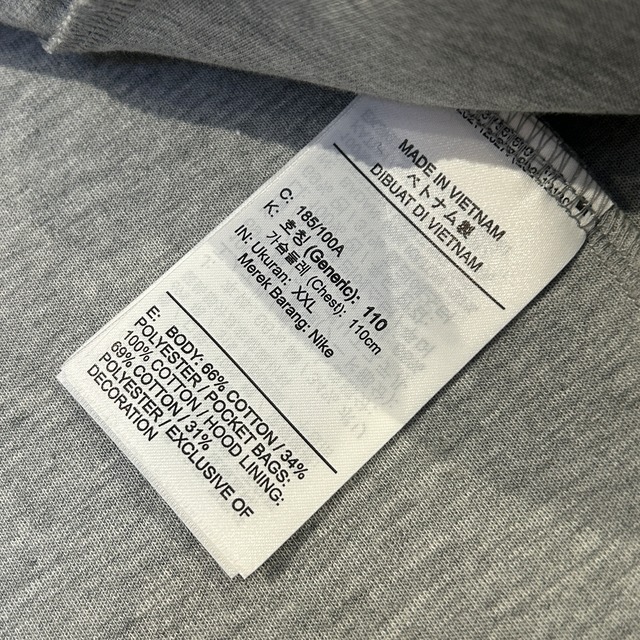 MADE IN VIETNAM
ベトナム製
DIBUAT DI VIETNAM
C: 185/100A
K: 호칭 (Generic): 110
가슴둘레 (Chest): 110cm
IN: Ukuran: XXL
Merek Barang: Nike
E: BODY: 66% COTTON / 34%
POLYESTER / POCKET BAGS:
100% COTTON / HOOD LINING:
69% COTTON / 31%
POLYESTER / EXCLUSIVE OF
DECORATION